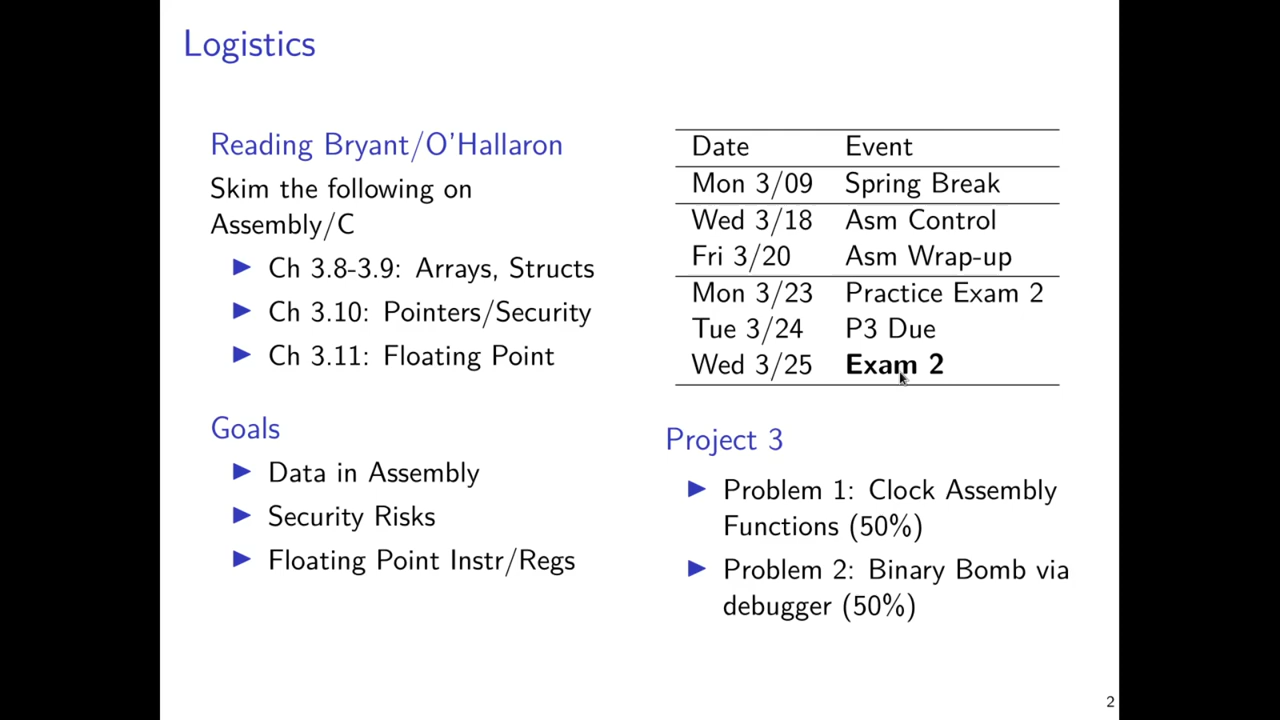 Logistics
Reading Bryant/O'Hallaron
Skim the following on
Assembly/C
▶ Ch 3.8-3.9: Arrays, Structs
▶ Ch 3.10: Pointers/Security
▶ Ch 3.11: Floating Point
Goals
▶ Data in Assembly
▶ Security Risks
▶ Floating Point Instr/Regs
Date Event
Mon 3/09 Spring Break
Wed 3/18 Asm Control
Fri 3/20 Asm Wrap-up
Mon 3/23 Practice Exam 2
Tue 3/24 P3 Due
Wed 3/25 Exam 2
Project 3
▶ Problem 1: Clock Assembly
Functions (50%)
▶ Problem 2: Binary Bomb via
debugger (50%)
2